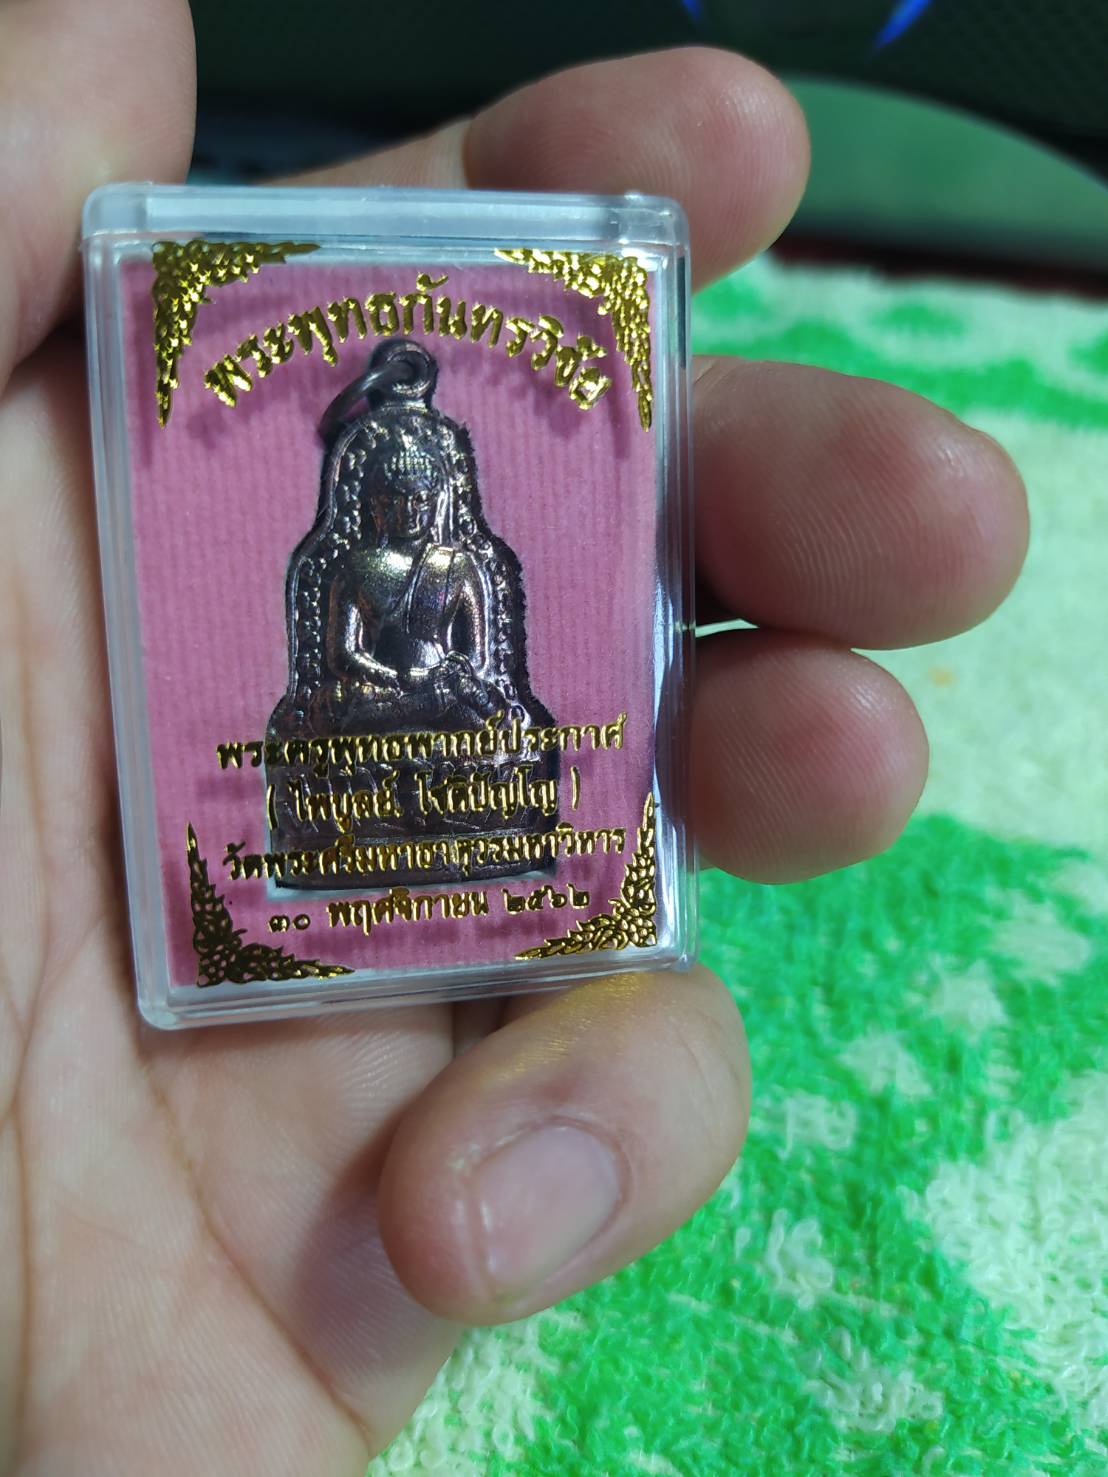 พระพุทธกันทรวิชัย
พระครูพุทธพากย์ประกาศ
( ไพบูลย์ โชติปัญโญ )
วัดพระศรีมหาธาตุวรมหาวิหาร
๓๐ พฤศจิกายน ๒๕๖๒